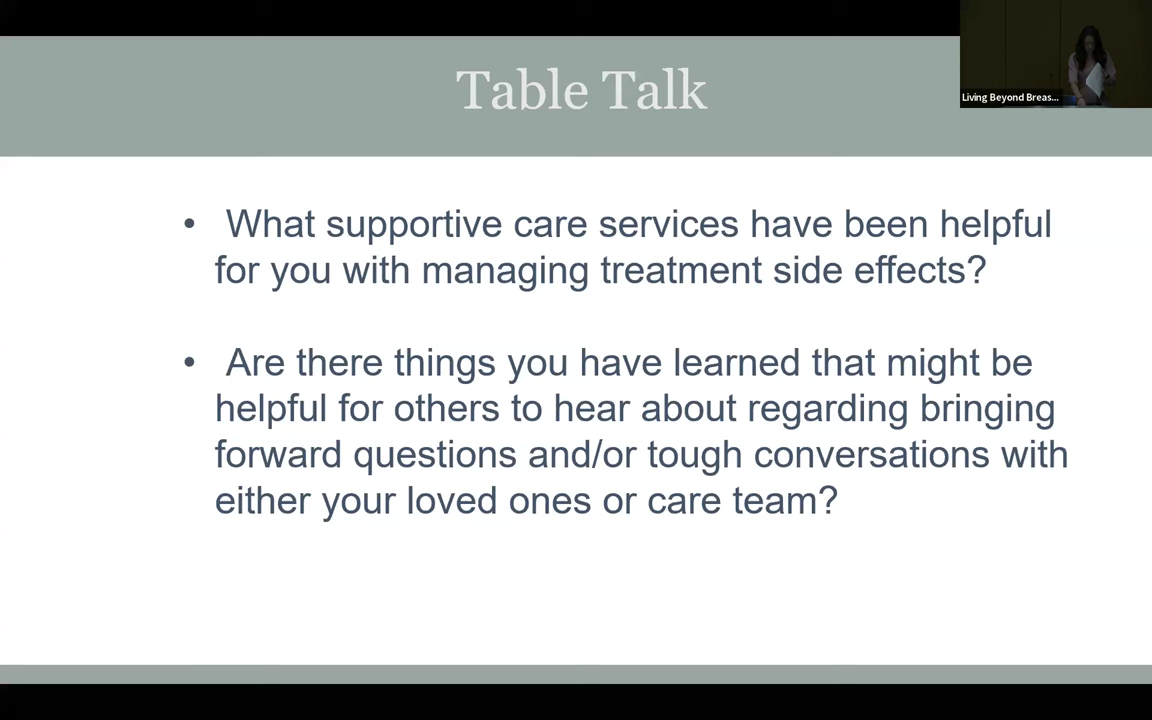 Table Talk
Living Beyond Breas...
• What supportive care services have been helpful
for you with managing treatment side effects?
• Are there things you have learned that might be
helpful for others to hear about regarding bringing
forward questions and/or tough conversations with
either your loved ones or care team?